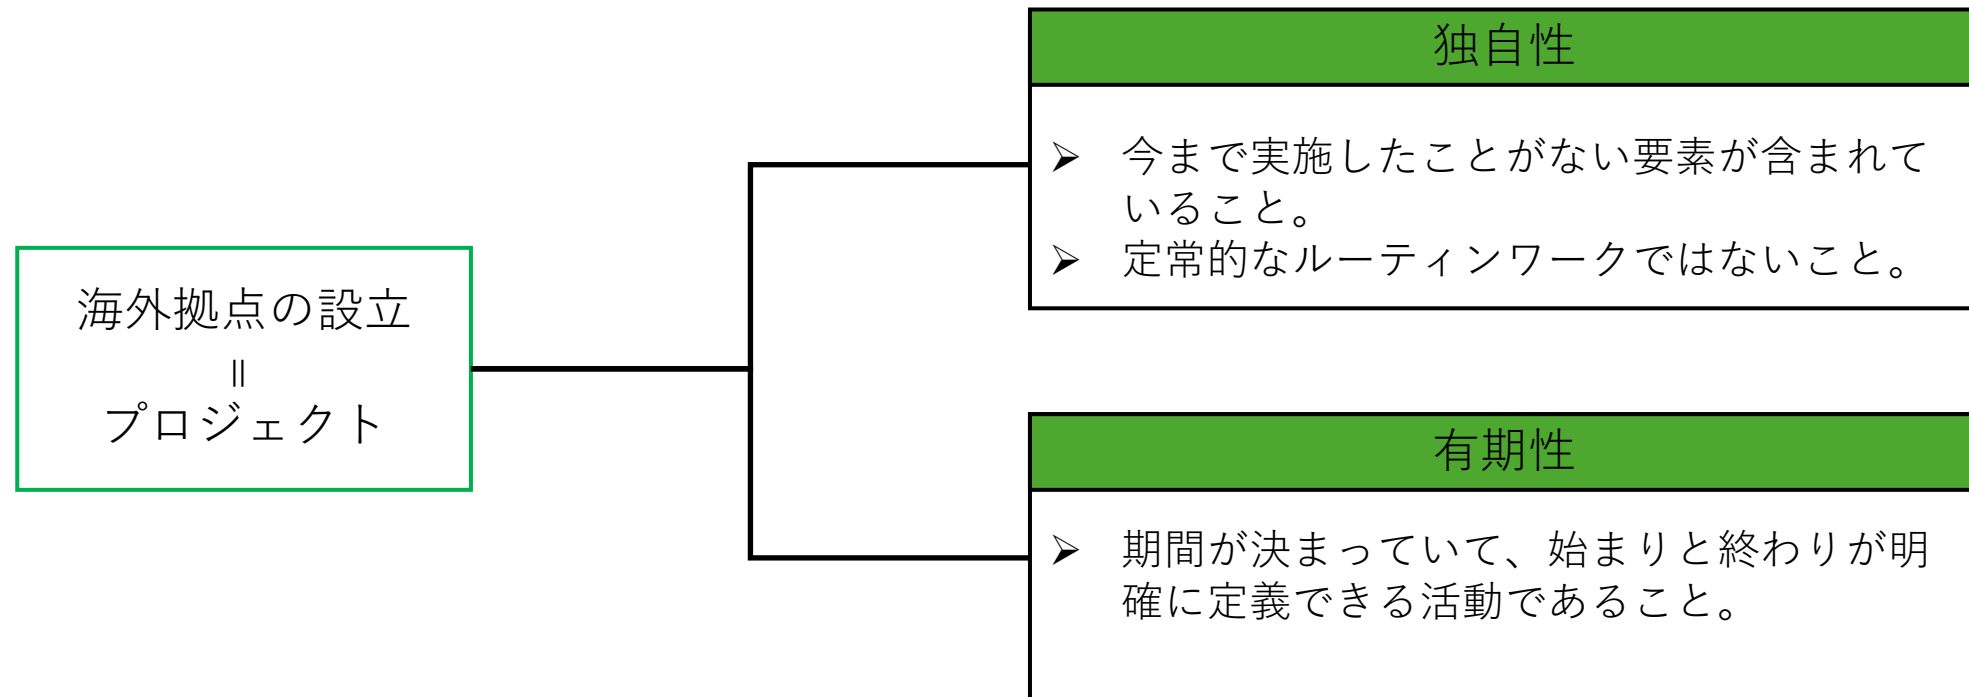 海外拠点の設立
॥
プロジェクト
独自性
➢ 今まで実施したことがない要素が含まれて
いること。
➢ 定常的なルーティンワークではないこと。
有期性
➢ 期間が決まっていて、始まりと終わりが明
確に定義できる活動であること。